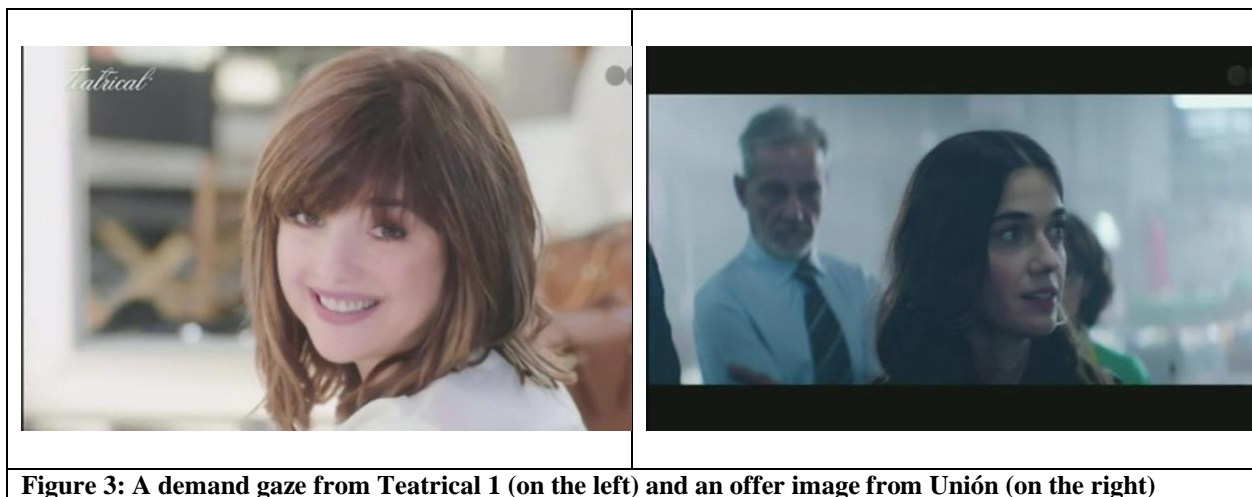 Teatrical
Figure 3: A demand gaze from Teatrical 1 (on the left) and an offer image from Unión (on the right)